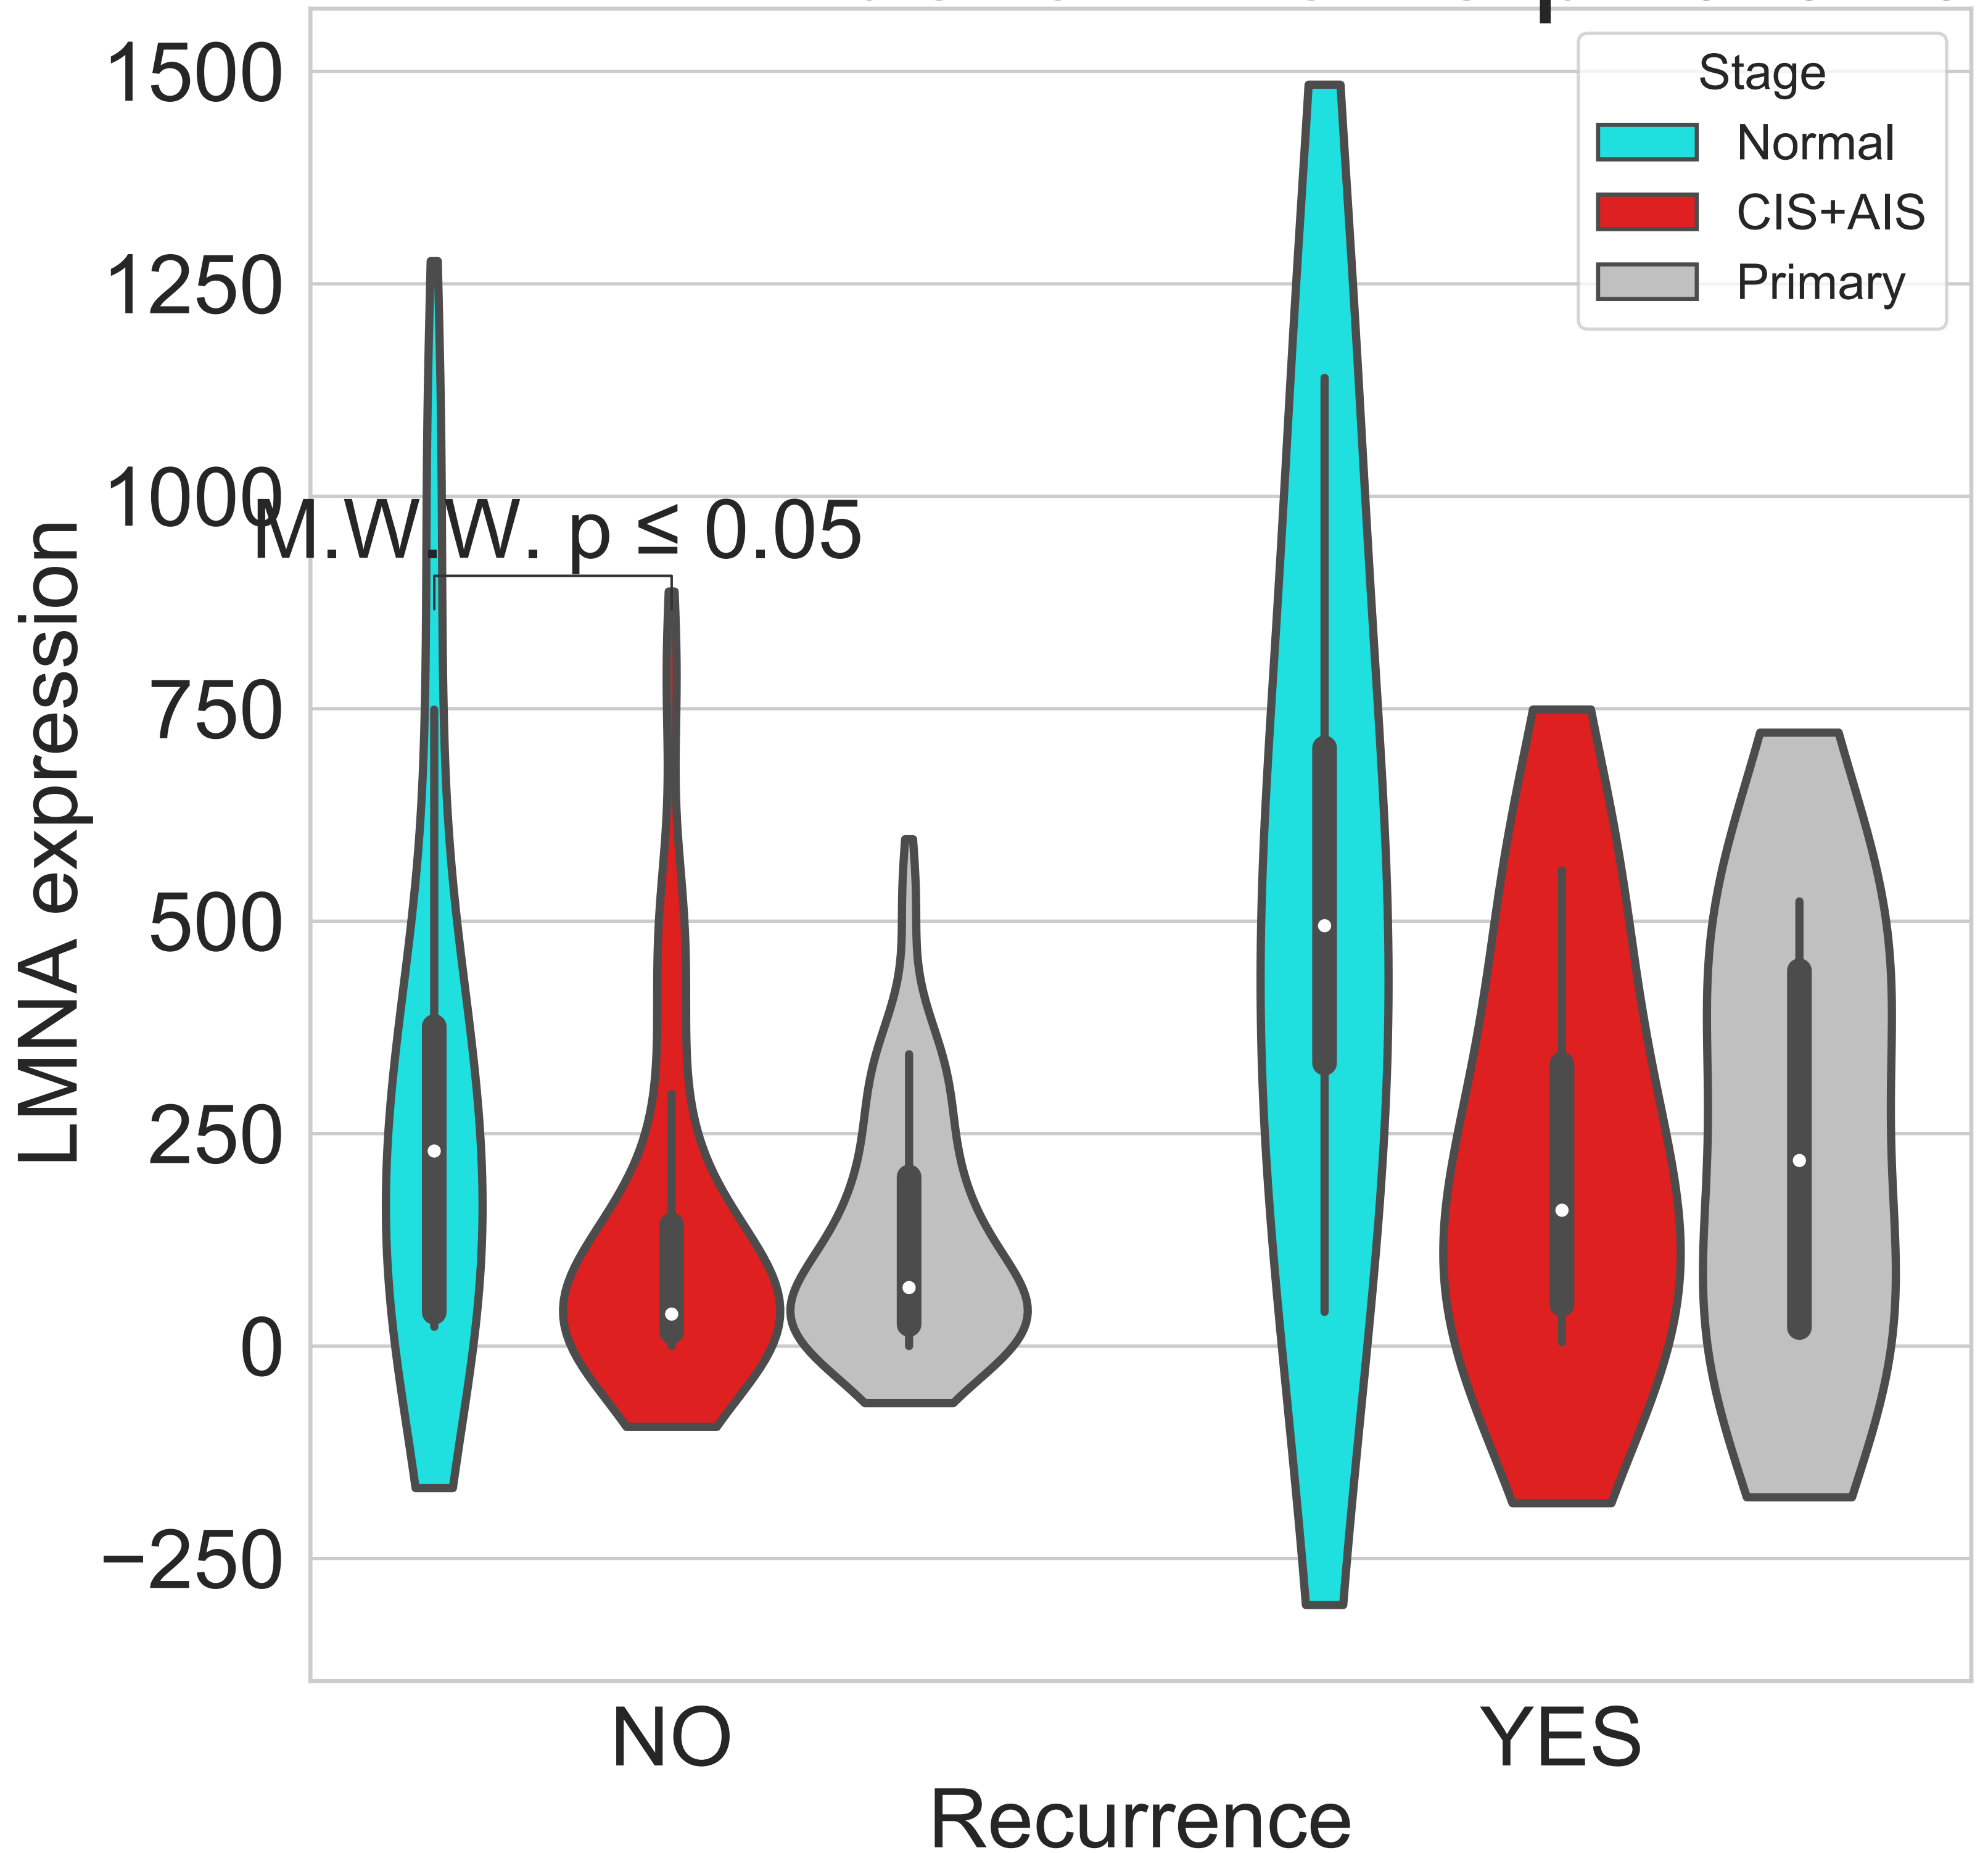 1500
1250
1000
750
500
250
0
−250
LMNA expression
M.W.W. p ≤ 0.05
Stage
Normal
CIS+AIS
Primary
NO
YES
Recurrence